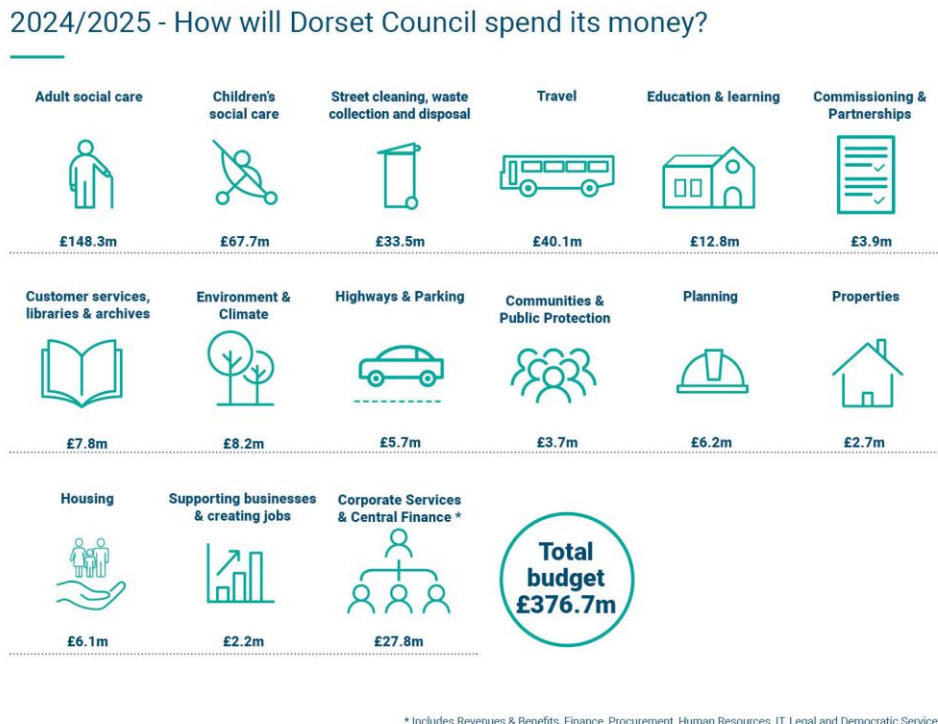 2024/2025 - How will Dorset Council spend its money?
Adult social care
£148.3m
Children's
social care
£67.7m
Street cleaning, waste
collection and disposal
£33.5m
Travel
£40.1m
Education & learning
£12.8m
Commissioning &
Partnerships
£3.9m
Customer services,
libraries & archives
£7.8m
Environment &
Climate
£8.2m
Highways & Parking
£5.7m
Communities &
Public Protection
£3.7m
Planning
£6.2m
Properties
£2.7m
Housing
£6.1m
Supporting businesses
& creating jobs
£2.2m
Corporate Services
& Central Finance *
£27.8m
Total
budget
£376.7m
* Includes Revenues & Benefits, Finance, Procurement, Human Resources, IT, Legal and Democratic Service